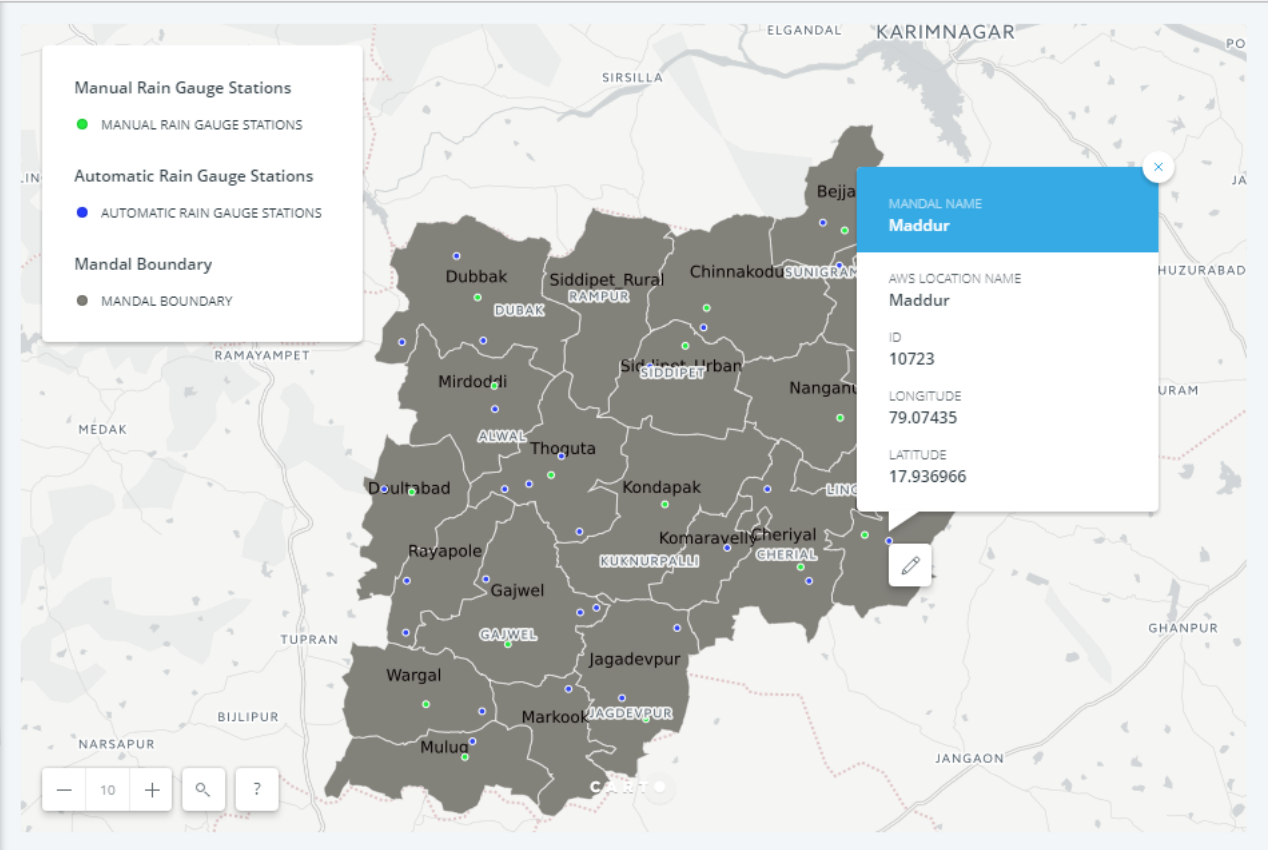 Manual Rain Gauge Stations
MANUAL RAIN GAUGE STATIONS
Automatic Rain Gauge Stations
AUTOMATIC RAIN GAUGE STATIONS
Mandal Boundary
MANDAL BOUNDARY
ELGANDAL
KARIMNAGAR
PO
SIRSILLA
LIN
JA
Bejja
MANDAL NAME
Maddur
AWS LOCATION NAME
Maddur
ID
10723
LONGITUDE
79.07435
LATITUDE
17.936966
HUZURABAD
Dubbak
Siddipet_Rural
Chinnakodu
SUNIGRAM
RAMPUR
DUBAK
RAMAYAMPET
Siddipet_Urban
SIDDIPET
Mirdoddi
Nanganu
URAM
MEDAK
ALWAL
Thoguta
Doultabad
Kondapak
LING
Komaravelly
Cheriyal
Rayapole
CHERIAL
KUKNURPALLI
Gajwel
GAJWEL
TUPRAN
GHANPUR
Jagadevpur
Wargal
Markook
JAGDEVPUR
BIJLIPUR
NARSAPUR
Mulug
JANGAON
10
?
CARTO